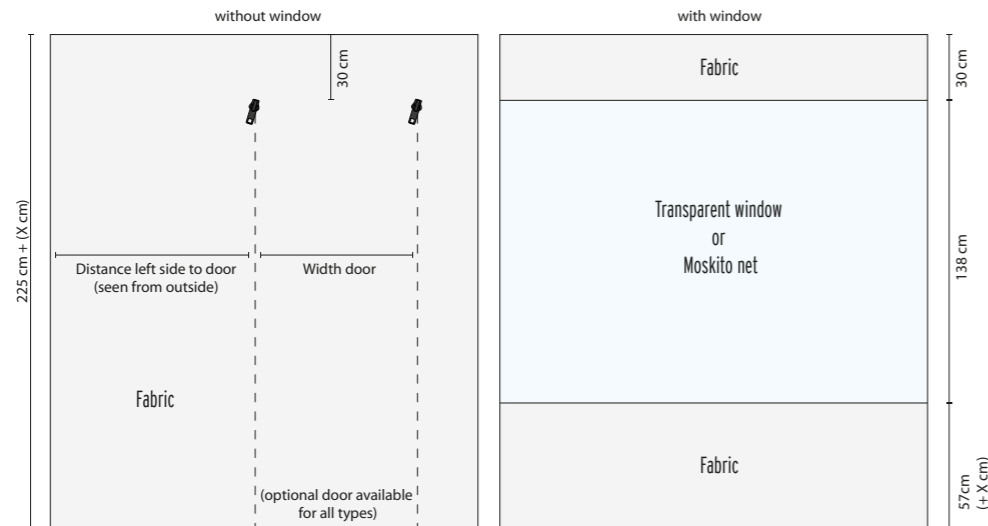 without window
30 cm
225 cm + (X cm)
Distance left side to door
(seen from outside)
Width door
Fabric
(optional door available
for all types)
with window
Fabric
30 cm
Transparent window
or
Moskito net
138 cm
Fabric
57cm
(+ X cm)